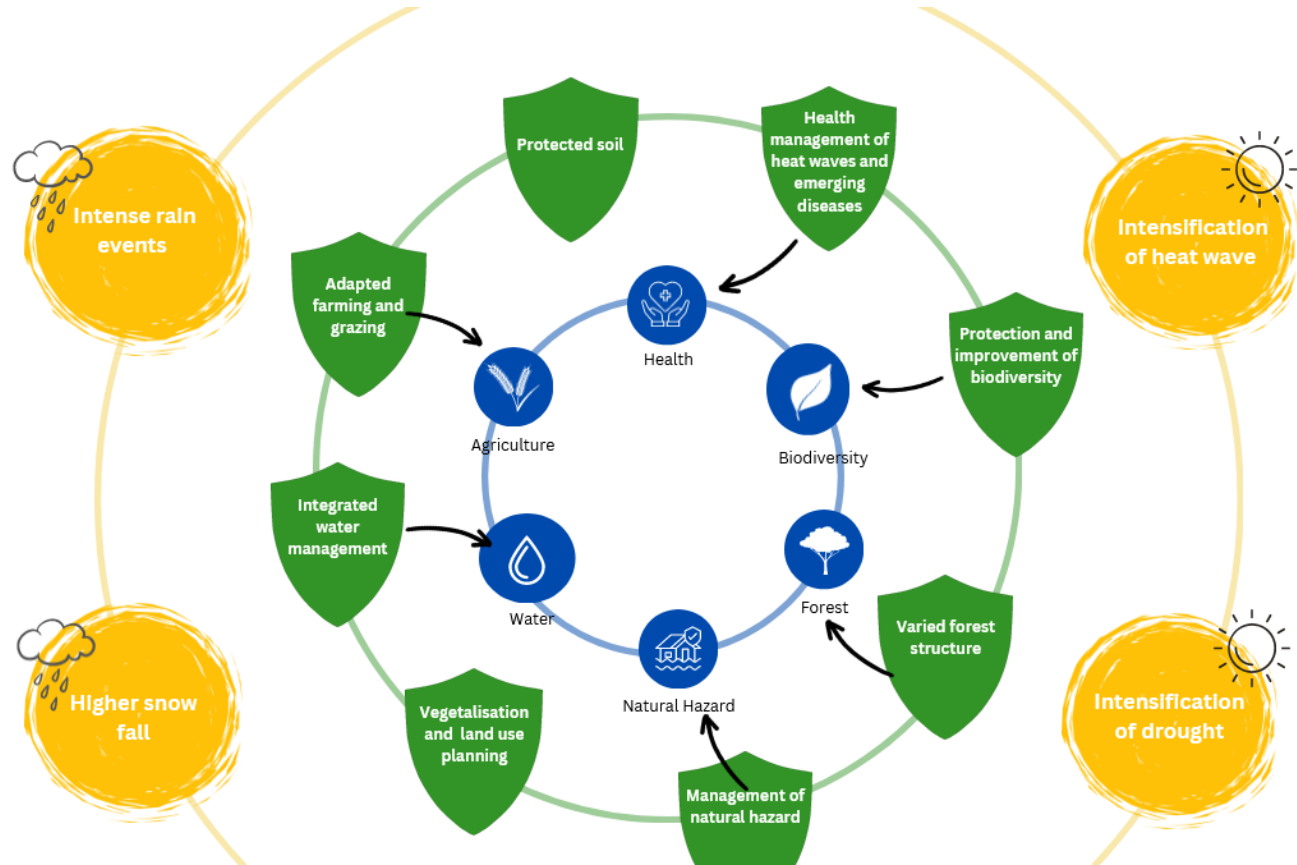 Protected soil
Health
management of
heat waves and
emerging
diseases
Intense rain
events
Intensification
of heat wave
Adapted
farming and
grazing
Protection and
improvement of
biodiversity
Health
Agriculture
Biodiversity
Integrated
water
management
Water
Forest
Varied forest
structure
Natural Hazard
Higher snow
fall
Vegetalisation
and land use
planning
Intensification
of drought
Management of
natural hazard